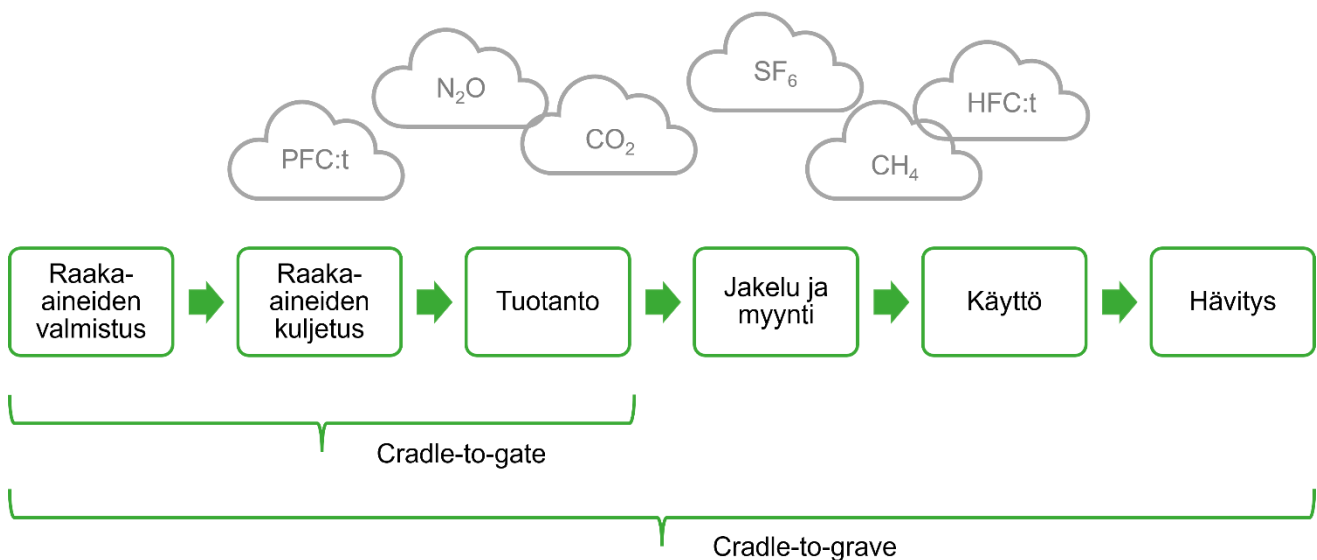 N₂O
SF₆
HFC:t
CO₂
PFC:t
CH₄
Raaka-
aineiden
valmistus
Raaka-
aineiden
kuljetus
Tuotanto
Jakelu ja
myynti
Käyttö
Hävitys
Cradle-to-gate
Cradle-to-grave